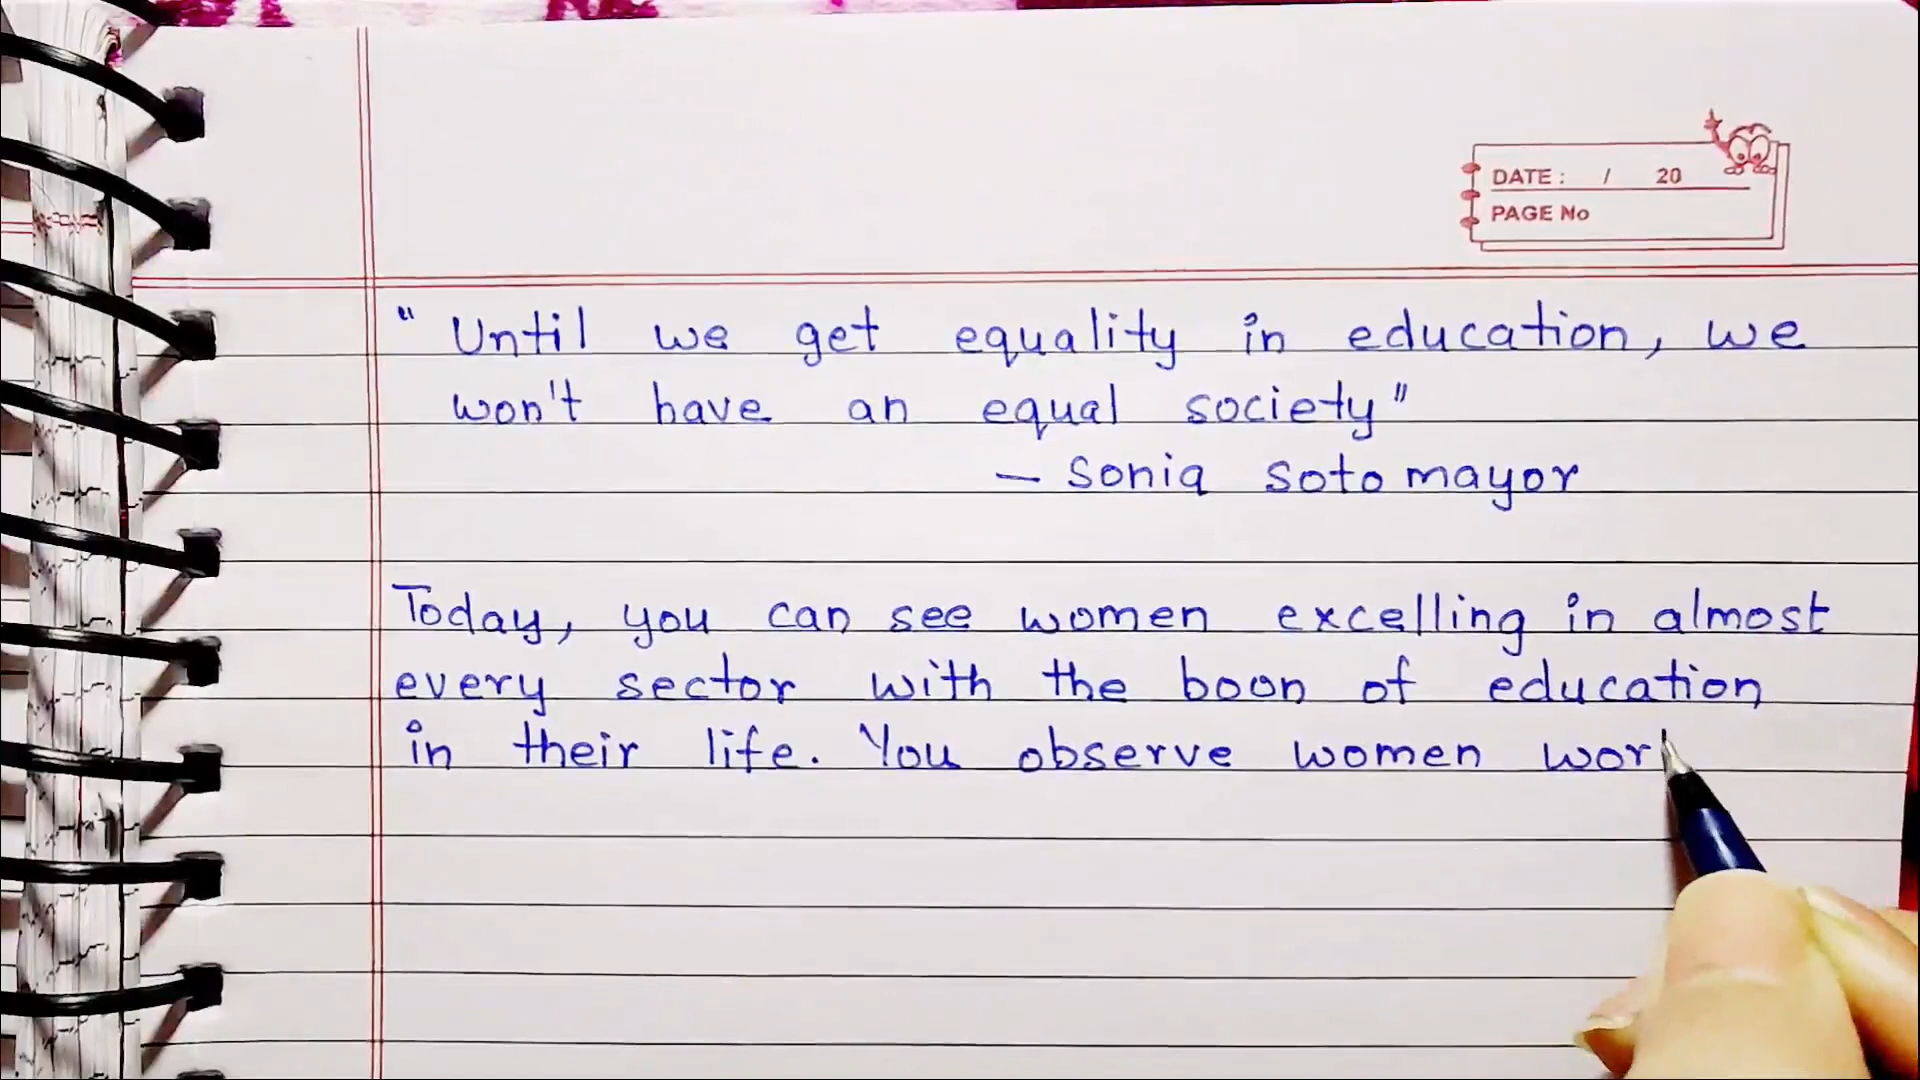 DATE : / 20
PAGE No
"Until we get equality in education, we
won't have an equal society"
- Sonia Sotomayor
Today, you can see women excelling in almost
every sector with the boon of education
in their life. You observe women wor